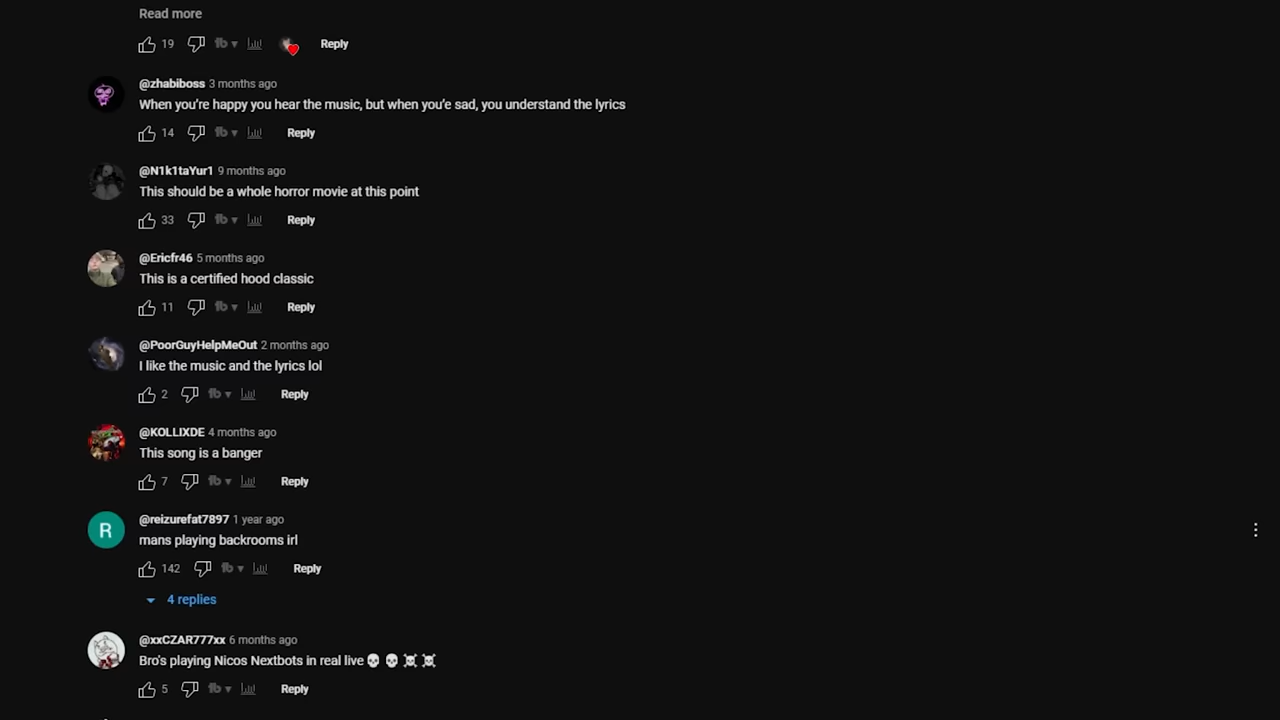 Read more
19 Reply
@zhabiboss 3 months ago
When you're happy you hear the music, but when you'e sad, you understand the lyrics
14 Reply
@N1k1taYur1 9 months ago
This should be a whole horror movie at this point
33 Reply
@Ericfr46 5 months ago
This is a certified hood classic
11 Reply
@PoorGuyHelpMeOut 2 months ago
I like the music and the lyrics lol
2 Reply
@KOLLIXDE 4 months ago
This song is a banger
7 Reply
R
@reizurefat7897 1 year ago
mans playing backrooms irl
142 Reply
4 replies
@xxCZAR777xx 6 months ago
Bro's playing Nicos Nextbots in real live 💀 💀 ☠ ☠
5 Reply